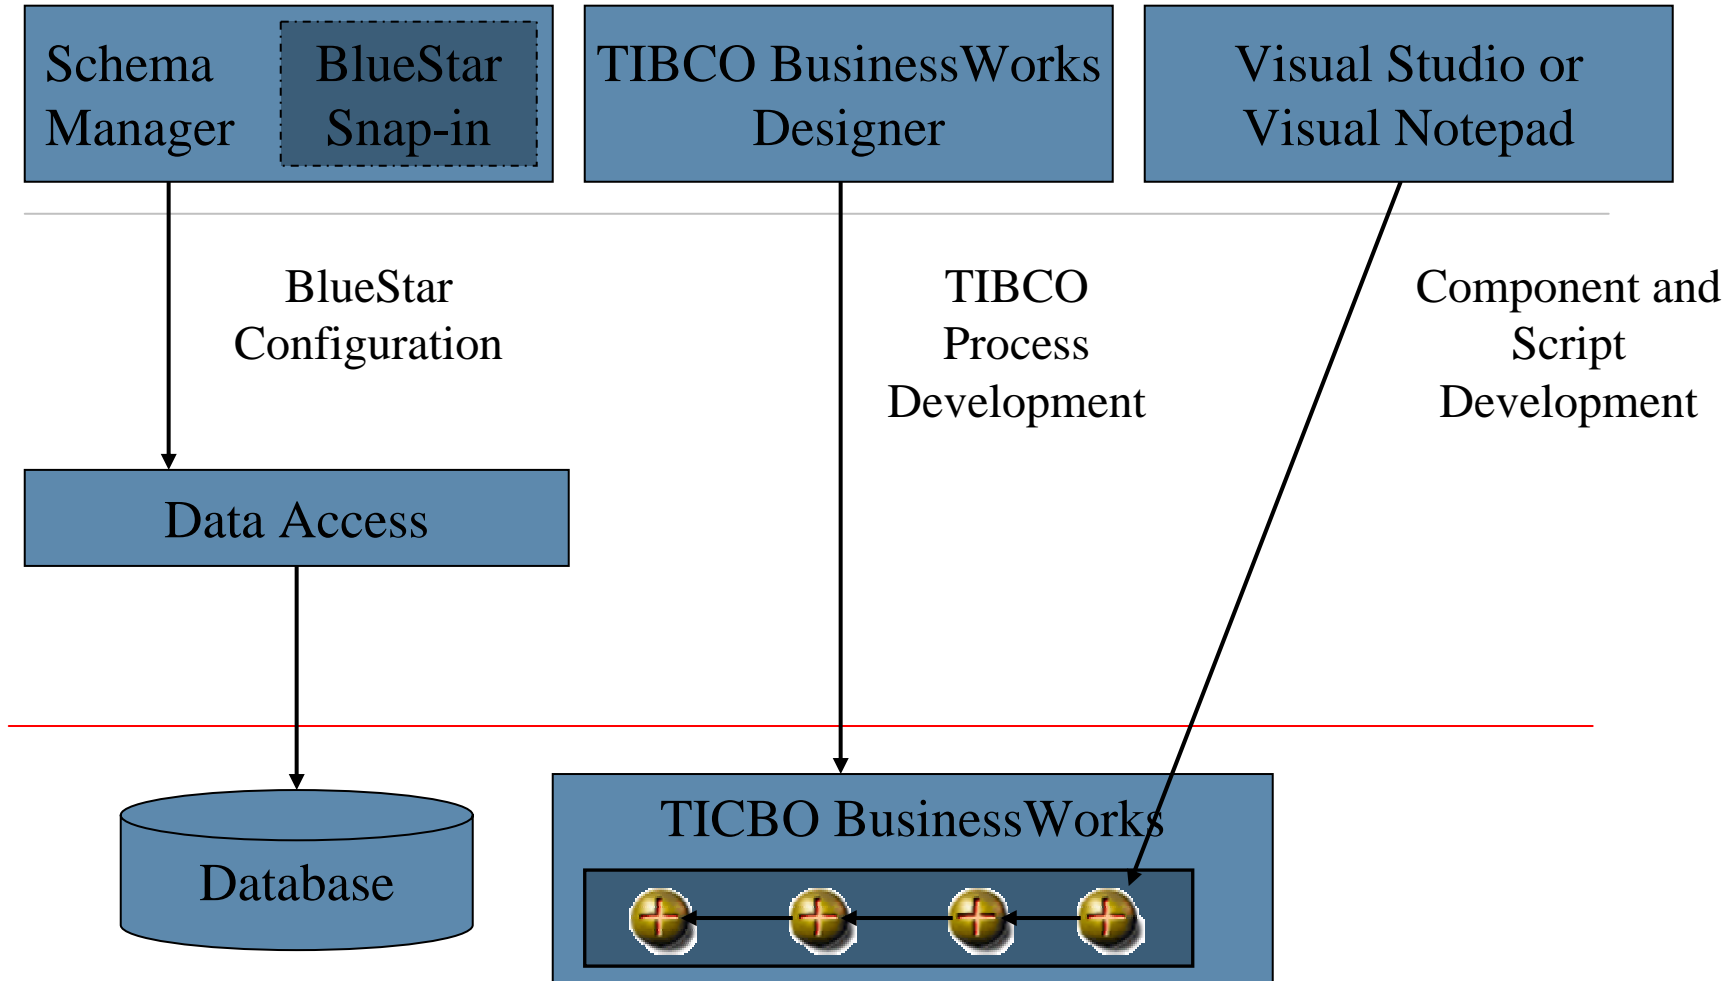 Schema
Manager
BlueStar
Snap-in
TIBCO BusinessWorks
Designer
Visual Studio or
Visual Notepad
BlueStar
Configuration
TIBCO
Process
Development
Component and
Script
Development
Data Access
Database
TICBO BusinessWorks